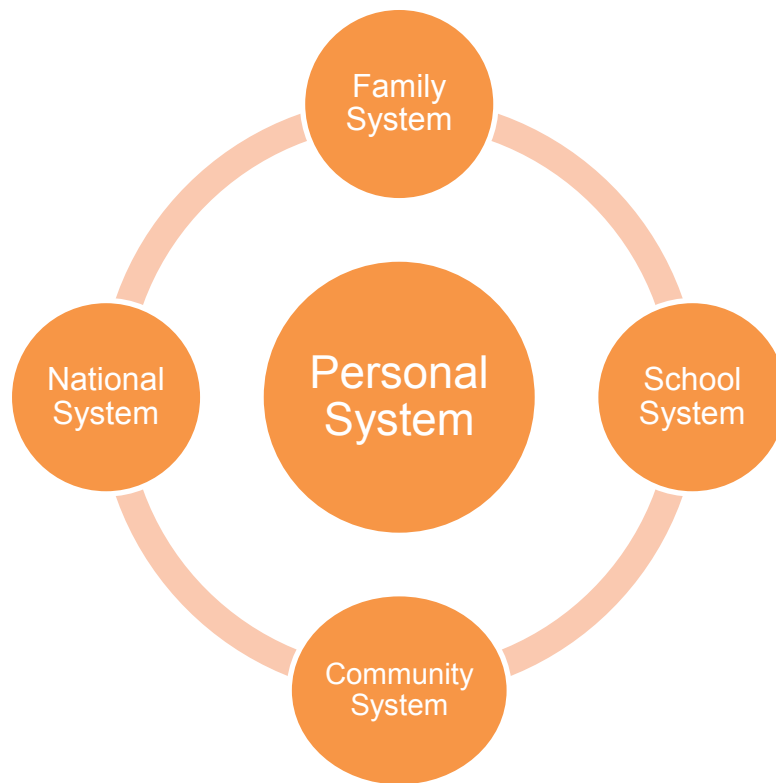 Family
System
National
System
Personal
System
School
System
Community
System